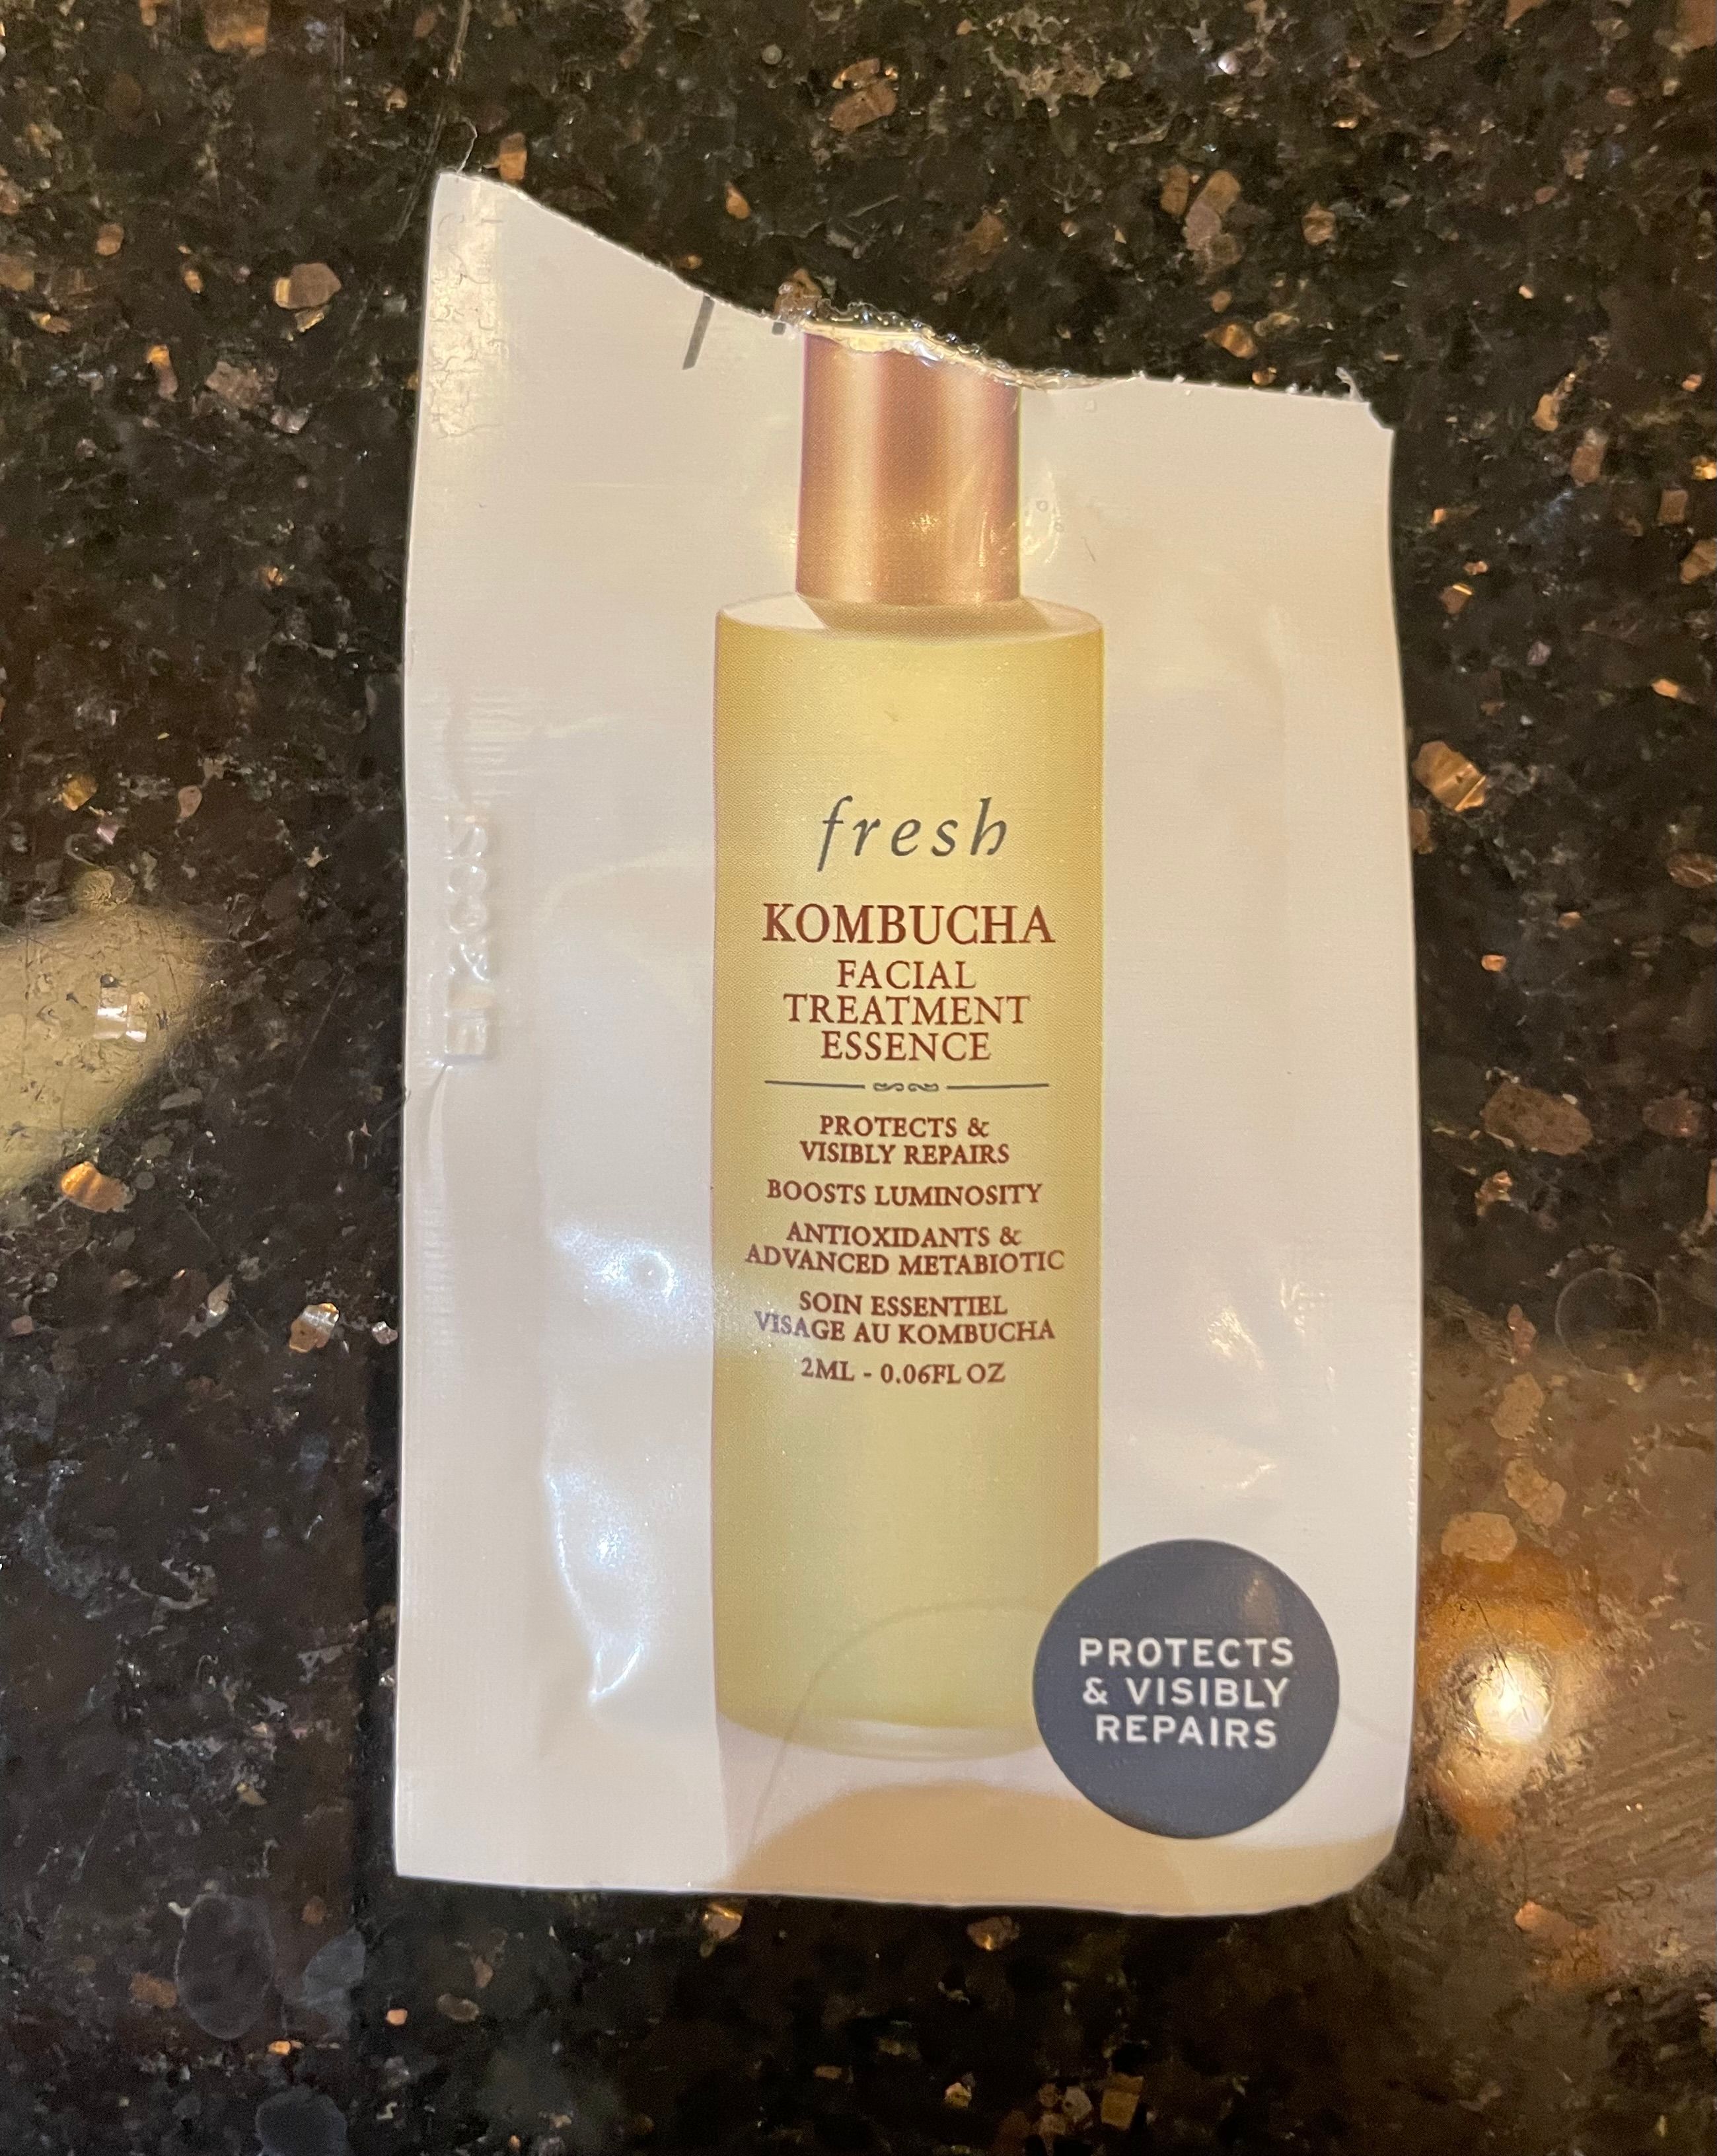 fresh
KOMBUCHA
FACIAL
TREATMENT
ESSENCE
PROTECTS &
VISIBLY REPAIRS
BOOSTS LUMINOSITY
ANTIOXIDANTS &
ADVANCED METABIOTIC
SOIN ESSENTIEL
VISAGE AU KOMBUCHA
2ML - 0.06FL OZ
PROTECTS
& VISIBLY
REPAIRS